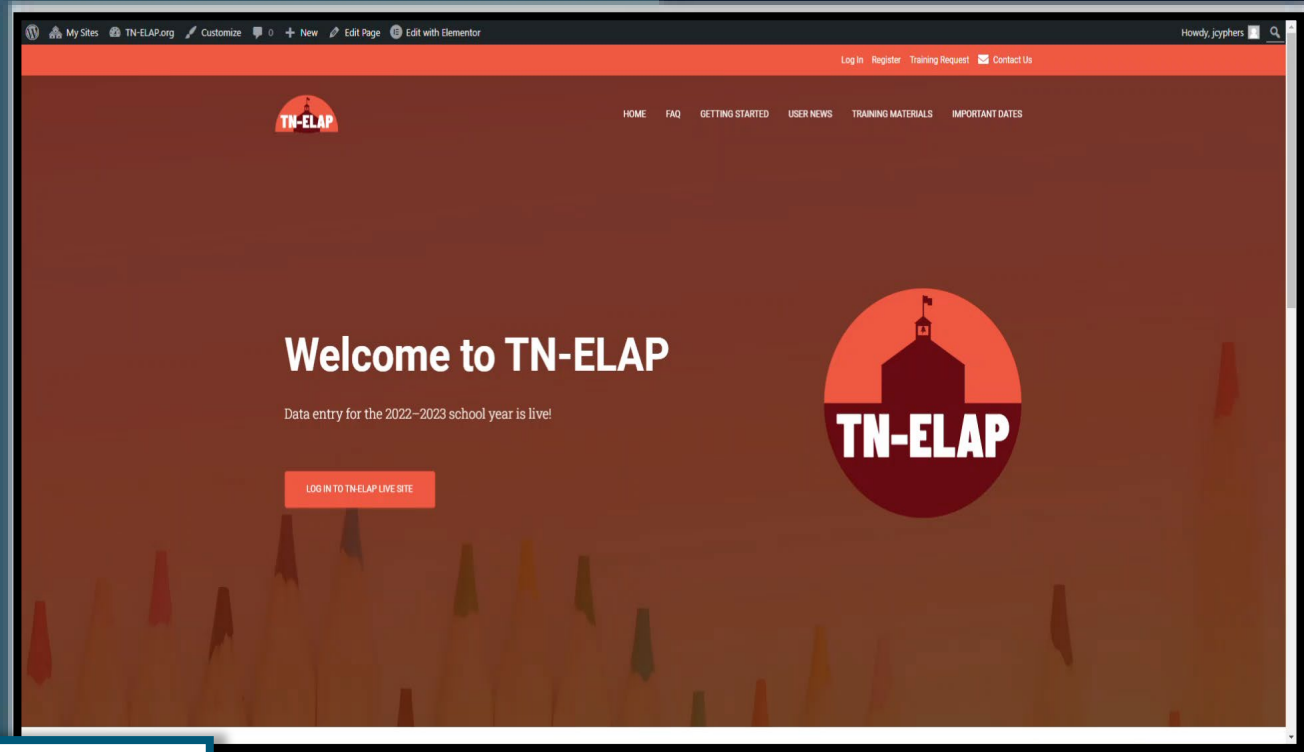 My Sites TN-ELAP.org Customize 0 New Edit Page Edit with Elementor Howdy, jcyphers
Log In Register Training Request Contact Us
TN-ELAP
HOME FAQ GETTING STARTED USER NEWS TRAINING MATERIALS IMPORTANT DATES
Welcome to TN-ELAP
Data entry for the 2022–2023 school year is live!
TN-ELAP
LOG IN TO TN-ELAP LIVE SITE